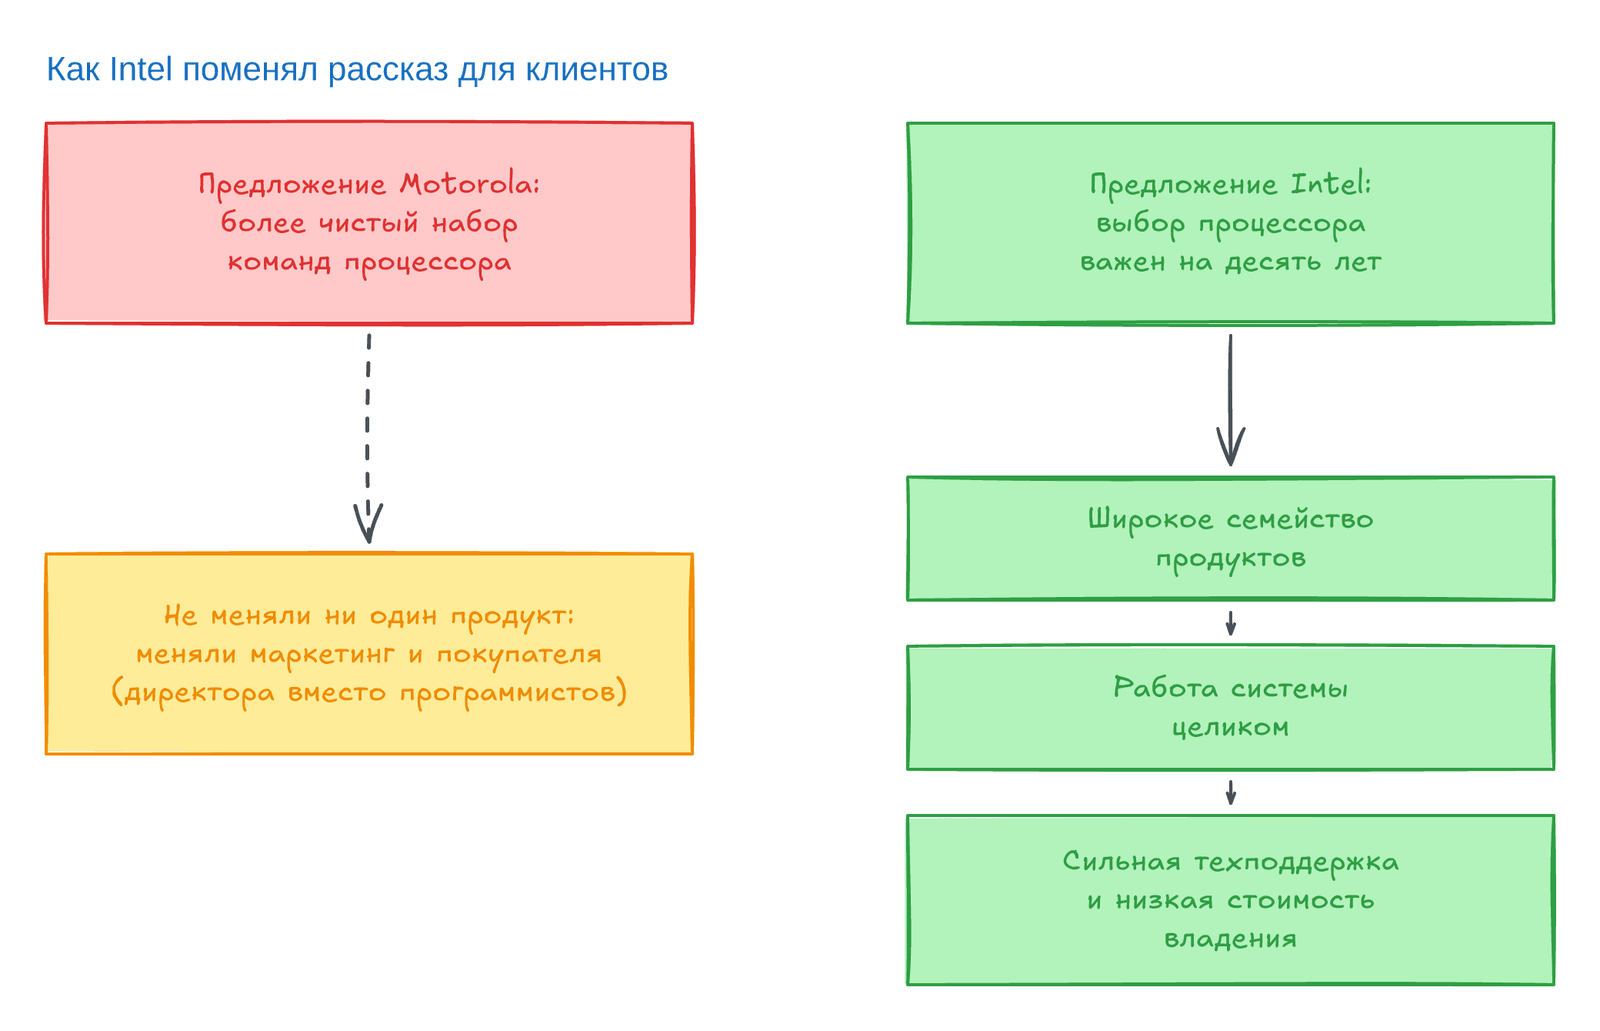 Как Intel поменял рассказ для клиентов
Предложение Motorola:
более чистый набор
команд процессора
Не меняли ни один продукт:
меняли маркетинг и покупателя
(директора вместо программистов)
Предложение Intel:
выбор процессора
важен на десять лет
Широкое семейство
продуктов
Работа системы
целиком
Сильная техподдержка
и низкая стоимость
владения